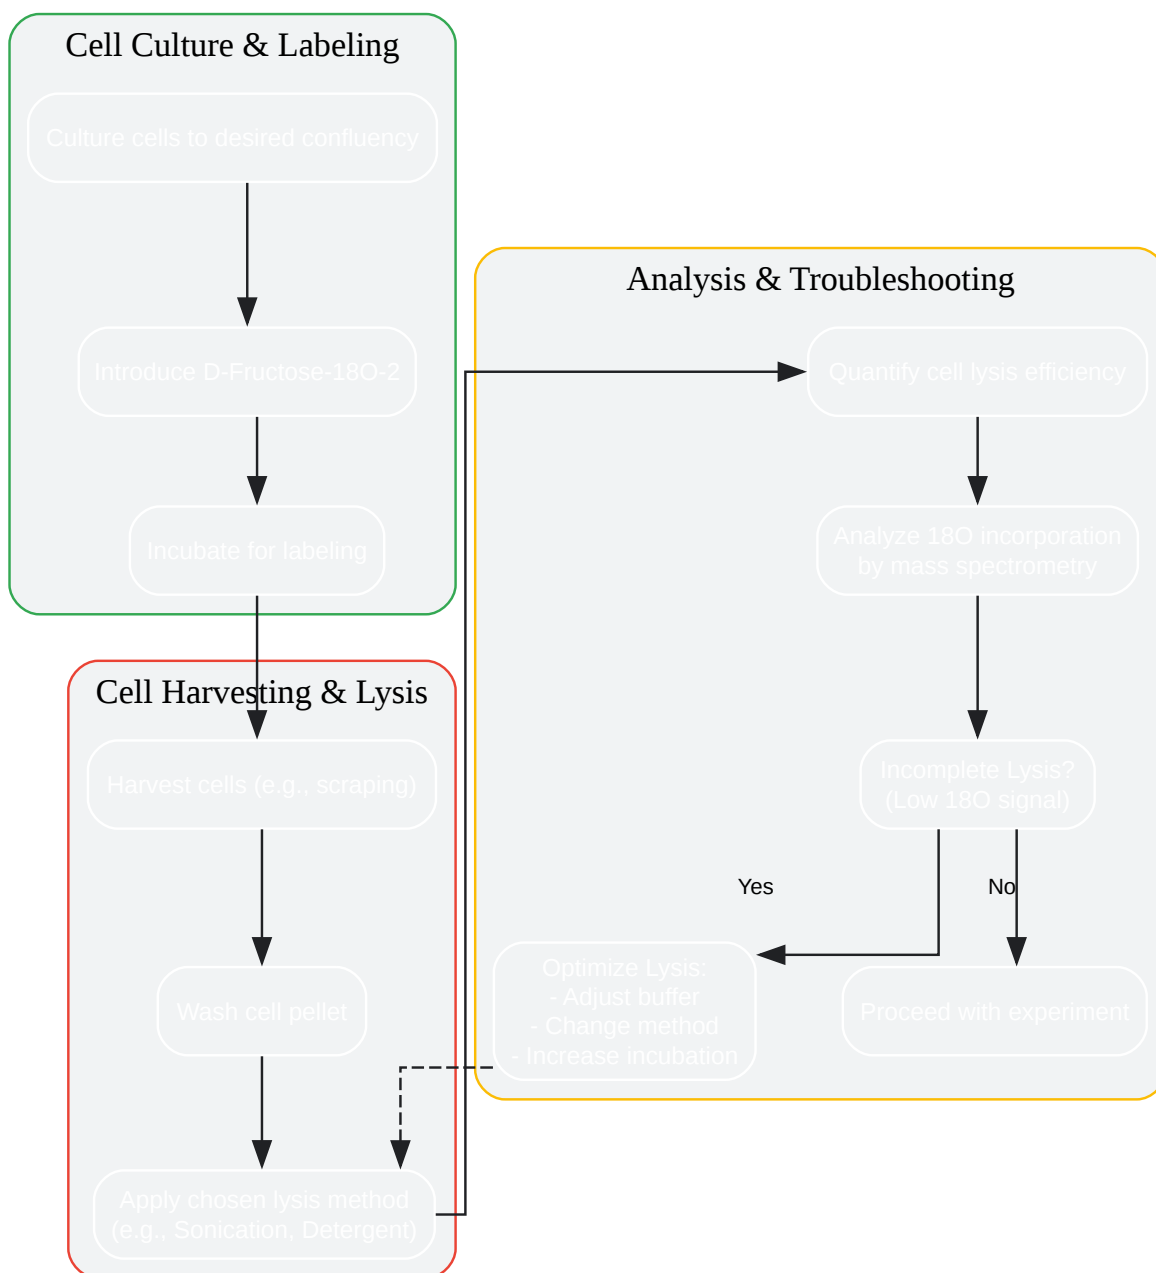 Cell Culture & Labeling
Culture cells to desired confluency
Introduce D-Fructose-18O-2
Incubate for labeling
Cell Harvesting & Lysis
Harvest cells (e.g., scraping)
Wash cell pellet
Apply chosen lysis method
(e.g., Sonication, Detergent)
Analysis & Troubleshooting
Quantify cell lysis efficiency
Analyze 18O incorporation
by mass spectrometry
Incomplete Lysis?
(Low 18O signal)
Yes
No
Optimize Lysis:
- Adjust buffer
- Change method
- Increase incubation
Proceed with experiment